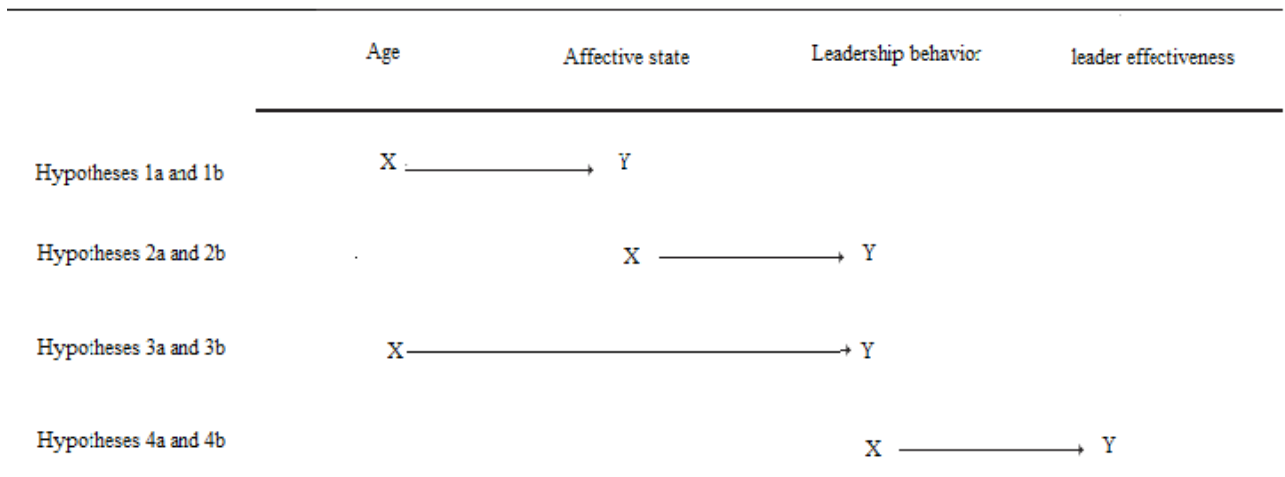 Age Affective state Leadership behavior leader effectiveness
Hypotheses 1a and 1b X Y
Hypotheses 2a and 2b X Y
Hypotheses 3a and 3b X Y
Hypotheses 4a and 4b X Y